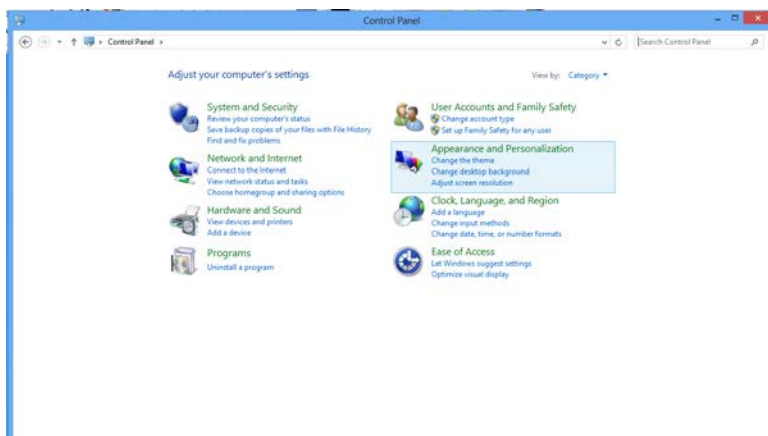 Control Panel
Control Panel
Search Control Panel
Adjust your computer's settings
View by: Category
System and Security
Review your computer's status
Save backup copies of your files with File History
Find and fix problems
Network and Internet
Connect to the Internet
View network status and tasks
Choose homegroup and sharing options
Hardware and Sound
View devices and printers
Add a device
Programs
Uninstall a program
User Accounts and Family Safety
Change account type
Set up Family Safety for any user
Appearance and Personalization
Change the theme
Change desktop background
Adjust screen resolution
Clock, Language, and Region
Add a language
Change input methods
Change date, time, or number formats
Ease of Access
Let Windows suggest settings
Optimize visual display